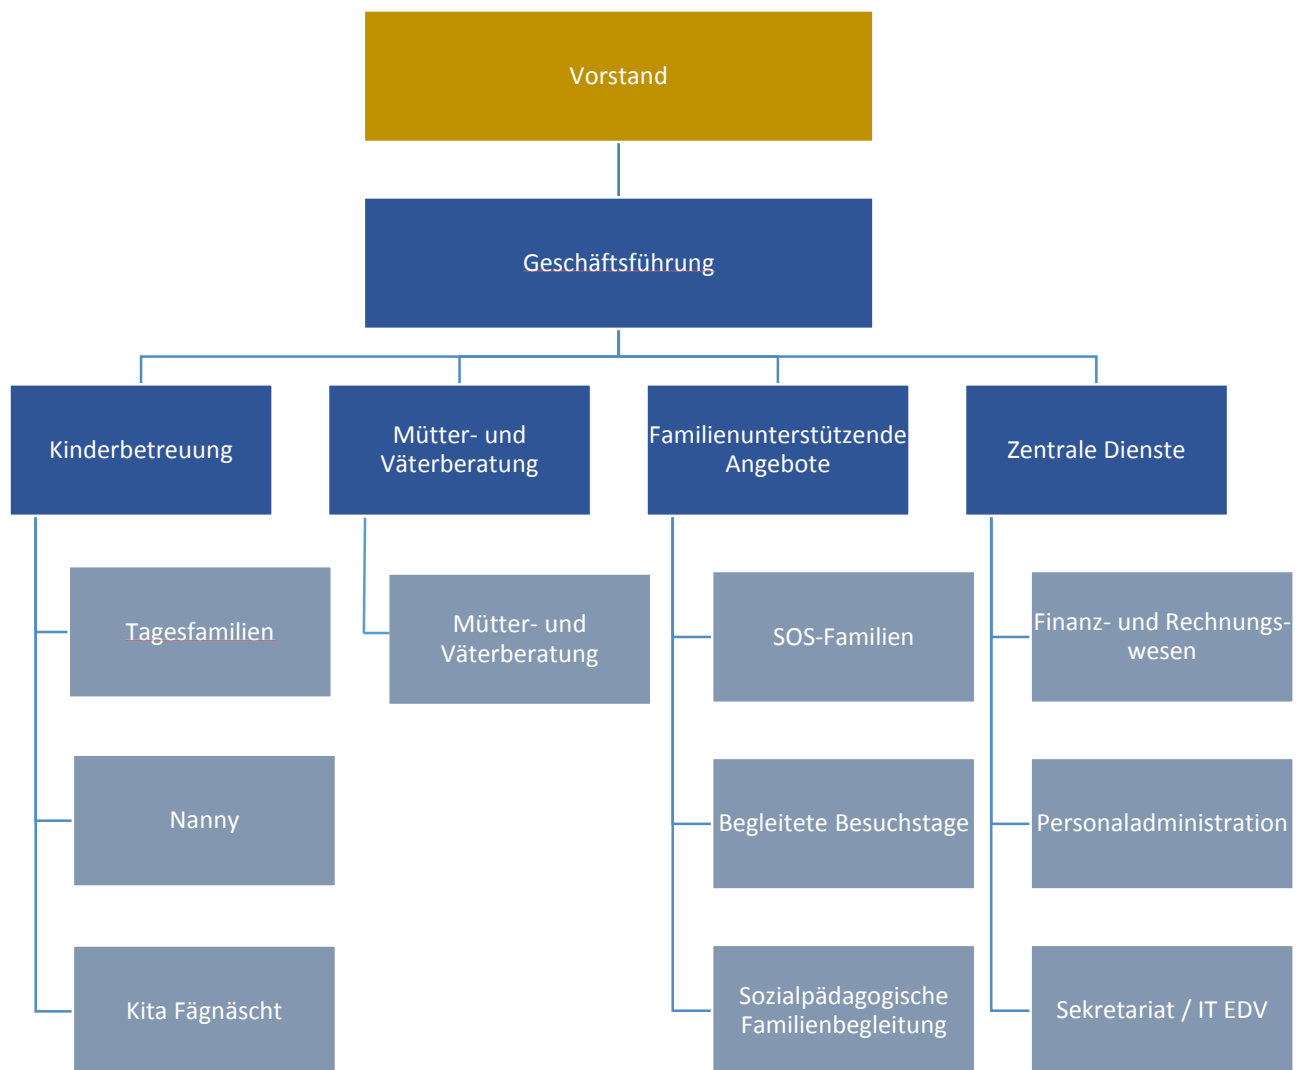 Vorstand
Geschäftsführung
Kinderbetreuung
Mütter- und
Väterberatung
Familienunterstützende
Angebote
Zentrale Dienste
Tagesfamilien
Mütter- und
Väterberatung
SOS-Familien
Finanz- und Rechnungs-
wesen
Nanny
Begleitete Besuchstage
Personaladministration
Kita Fägnäscht
Sozialpädagogische
Familienbegleitung
Sekretariat / IT EDV